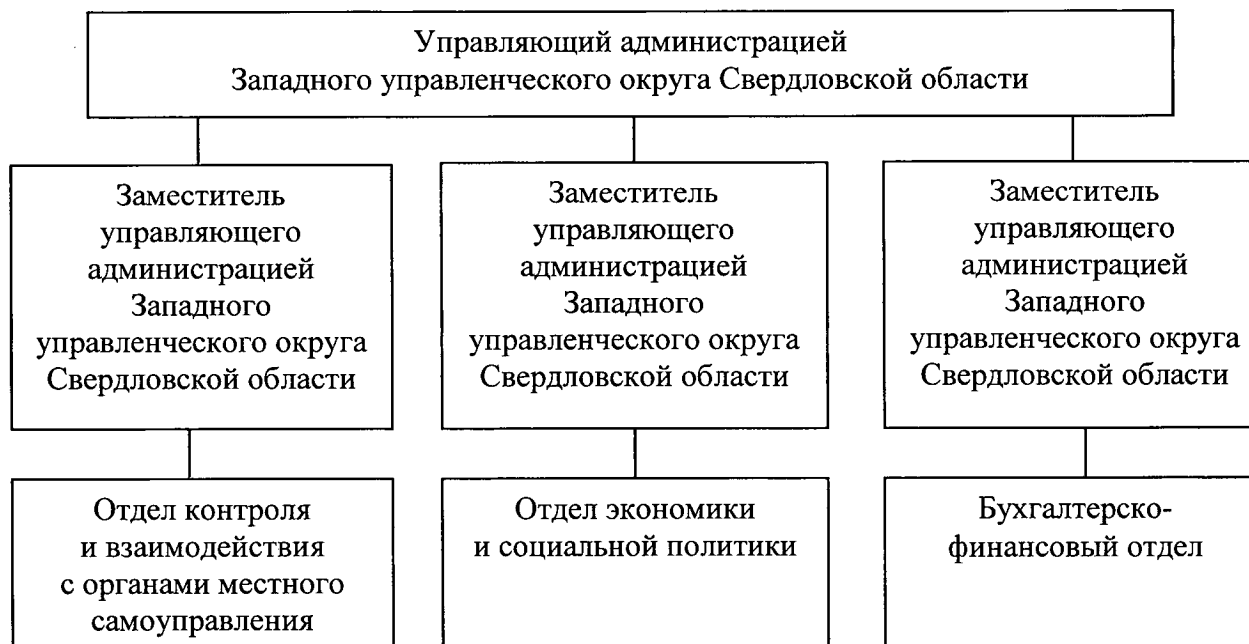 Управляющий администрацией
Западного управленческого округа Свердловской области
Заместитель
управляющего
администрацией
Западного
управленческого округа
Свердловской области
Заместитель
управляющего
администрацией
Западного
управленческого округа
Свердловской области
Заместитель
управляющего
администрацией
Западного
управленческого округа
Свердловской области
Отдел контроля
и взаимодействия
с органами местного
самоуправления
Отдел экономики
и социальной политики
Бухгалтерско-
финансовый отдел